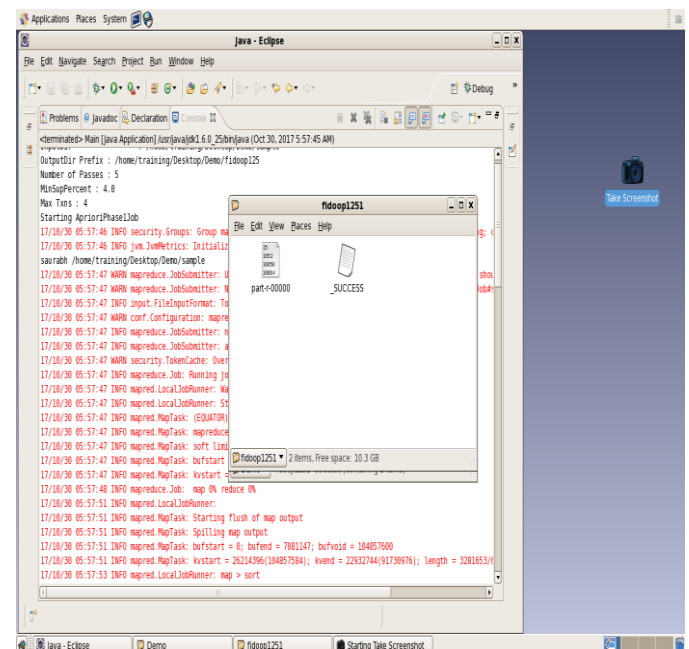 Applications Places System
Java - Eclipse
File Edit Navigate Search Project Run Window Help
Debug
Problems Javadoc Declaration Console
<terminated> Main [Java Application] /usr/java/jdk1.6.0_25/bin/java (Oct 30, 2017 5:57:45 AM)
OutputDir Prefix : /home/training/Desktop/Demo/fidoop125
Number of Passes : 5
MinSupPercent : 4.0
Max Txns : 4
Starting AprioriPhase1Job
17/10/30 05:57:46 INFO security.Groups: Group ma
17/10/30 05:57:46 INFO jvm.JvmMetrics: Initializ
saurabh /home/training/Desktop/Demo/sample
17/10/30 05:57:47 WARN mapreduce.JobSubmitter: U
17/10/30 05:57:47 WARN mapreduce.JobSubmitter: N
17/10/30 05:57:47 INFO input.FileInputFormat: To
17/10/30 05:57:47 WARN conf.Configuration: mapre
17/10/30 05:57:47 INFO mapreduce.JobSubmitter: n
17/10/30 05:57:47 INFO mapreduce.JobSubmitter: a
17/10/30 05:57:47 WARN security.TokenCache: Over
17/10/30 05:57:47 INFO mapreduce.Job: Running jo
17/10/30 05:57:47 INFO mapred.LocalJobRunner: Wa
17/10/30 05:57:47 INFO mapred.LocalJobRunner: St
17/10/30 05:57:47 INFO mapred.MapTask: (EQUATOR)
17/10/30 05:57:47 INFO mapred.MapTask: mapreduce
17/10/30 05:57:47 INFO mapred.MapTask: soft limi
17/10/30 05:57:47 INFO mapred.MapTask: bufstart
17/10/30 05:57:47 INFO mapred.MapTask: kvstart =
17/10/30 05:57:48 INFO mapreduce.Job: map 0% reduce 0%
17/10/30 05:57:51 INFO mapred.LocalJobRunner:
17/10/30 05:57:51 INFO mapred.MapTask: Starting flush of map output
17/10/30 05:57:51 INFO mapred.MapTask: Spilling map output
17/10/30 05:57:51 INFO mapred.MapTask: bufstart = 0; bufend = 7081147; bufvoid = 104857600
17/10/30 05:57:51 INFO mapred.MapTask: kvstart = 26214396(104857584); kvend = 22932744(91730976); length = 3281653/6
17/10/30 05:57:53 INFO mapred.LocalJobRunner: map > sort
fidoop1251
File Edit View Places Help
part-r-00000
_SUCCESS
fidoop1251
2 items, Free space: 10.3 GB
Take Screenshot
Java - Eclipse
Demo
fidoop1251
Starting Take Screenshot